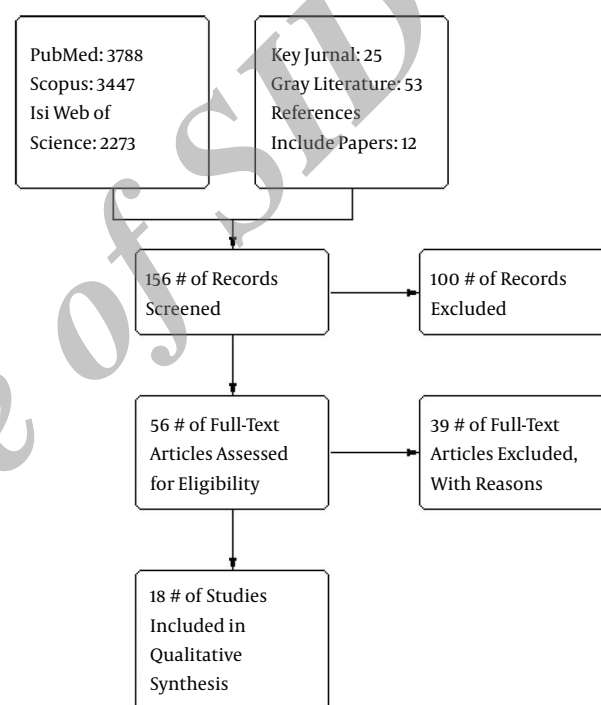 PubMed: 3788
Scopus: 3447
Isi Web of
Science: 2273
Key Jurnal: 25
Gray Literature: 53
References
Include Papers: 12
156 # of Records
Screened
100 # of Records
Excluded
56 # of Full-Text
Articles Assessed
for Eligibility
39 # of Full-Text
Articles Excluded,
With Reasons
18 # of Studies
Included in
Qualitative
Synthesis
e of SID